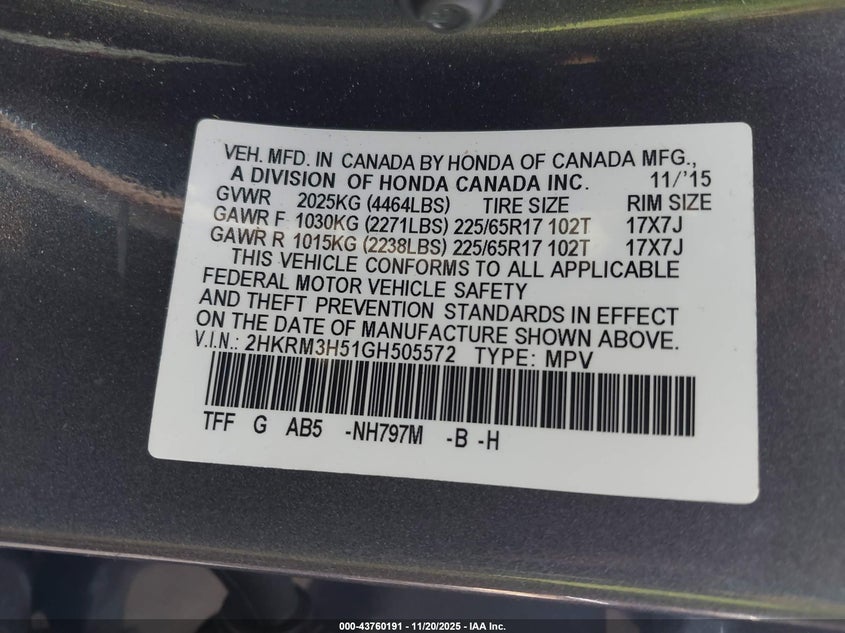 VEH. MFD. IN CANADA BY HONDA OF CANADA MFG.,
A DIVISION OF HONDA CANADA INC. 11/'15
GVWR 2025KG (4464LBS) TIRE SIZE RIM SIZE
GAWR F 1030KG (2271LBS) 225/65R17 102T 17X7J
GAWR R 1015KG (2238LBS) 225/65R17 102T 17X7J
THIS VEHICLE CONFORMS TO ALL APPLICABLE
FEDERAL MOTOR VEHICLE SAFETY
AND THEFT PREVENTION STANDARDS IN EFFECT
ON THE DATE OF MANUFACTURE SHOWN ABOVE.
V.I.N.: 2HKRM3H51GH505572 TYPE: MPV
TFF G AB5 -NH797M -B -H
000-43760191 - 11/20/2025 - IAA Inc.